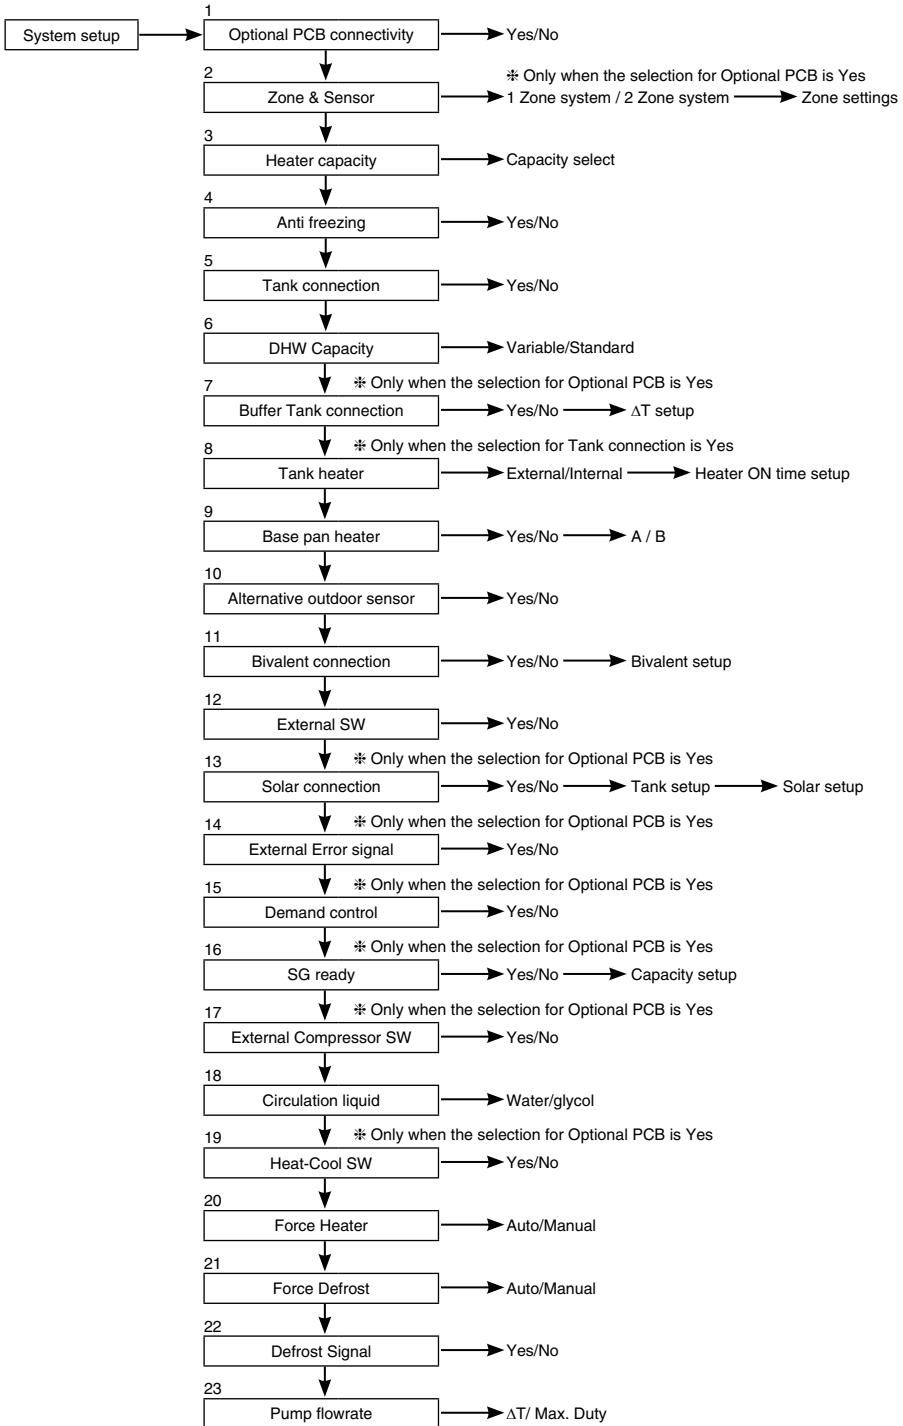 1
System setup Optional PCB connectivity Yes/No
2 ❈ Only when the selection for Optional PCB is Yes
Zone & Sensor 1 Zone system / 2 Zone system Zone settings
3
Heater capacity Capacity select
4
Anti freezing Yes/No
5
Tank connection Yes/No
6
DHW Capacity Variable/Standard
7 ❈ Only when the selection for Optional PCB is Yes
Buffer Tank connection Yes/No ΔT setup
8 ❈ Only when the selection for Tank connection is Yes
Tank heater External/Internal Heater ON time setup
9
Base pan heater Yes/No A / B
10
Alternative outdoor sensor Yes/No
11
Bivalent connection Yes/No Bivalent setup
12
External SW Yes/No
13 ❈ Only when the selection for Optional PCB is Yes
Solar connection Yes/No Tank setup Solar setup
14 ❈ Only when the selection for Optional PCB is Yes
External Error signal Yes/No
15 ❈ Only when the selection for Optional PCB is Yes
Demand control Yes/No
16 ❈ Only when the selection for Optional PCB is Yes
SG ready Yes/No Capacity setup
17 ❈ Only when the selection for Optional PCB is Yes
External Compressor SW Yes/No
18
Circulation liquid Water/glycol
19 ❈ Only when the selection for Optional PCB is Yes
Heat-Cool SW Yes/No
20
Force Heater Auto/Manual
21
Force Defrost Auto/Manual
22
Defrost Signal Yes/No
23
Pump flowrate ΔT/ Max. Duty